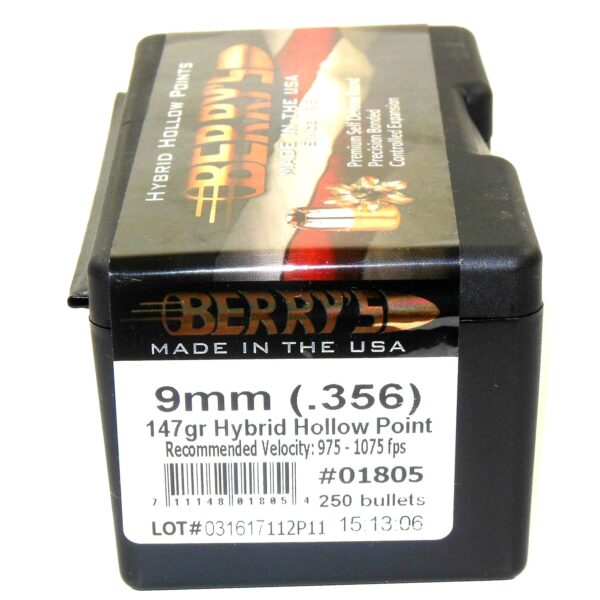 HYBRID HOLLOW POINTS
BERRY'S
MADE IN THE USA
Premium Self Defense Round
Precision Bonded
Controlled Expansion
BERRY'S
MADE IN THE USA
9mm (.356)
147gr Hybrid Hollow Point
Recommended Velocity: 975 - 1075 fps
#01805
7 11148 01805 4
250 bullets
LOT# 031617112P11 15:13:06